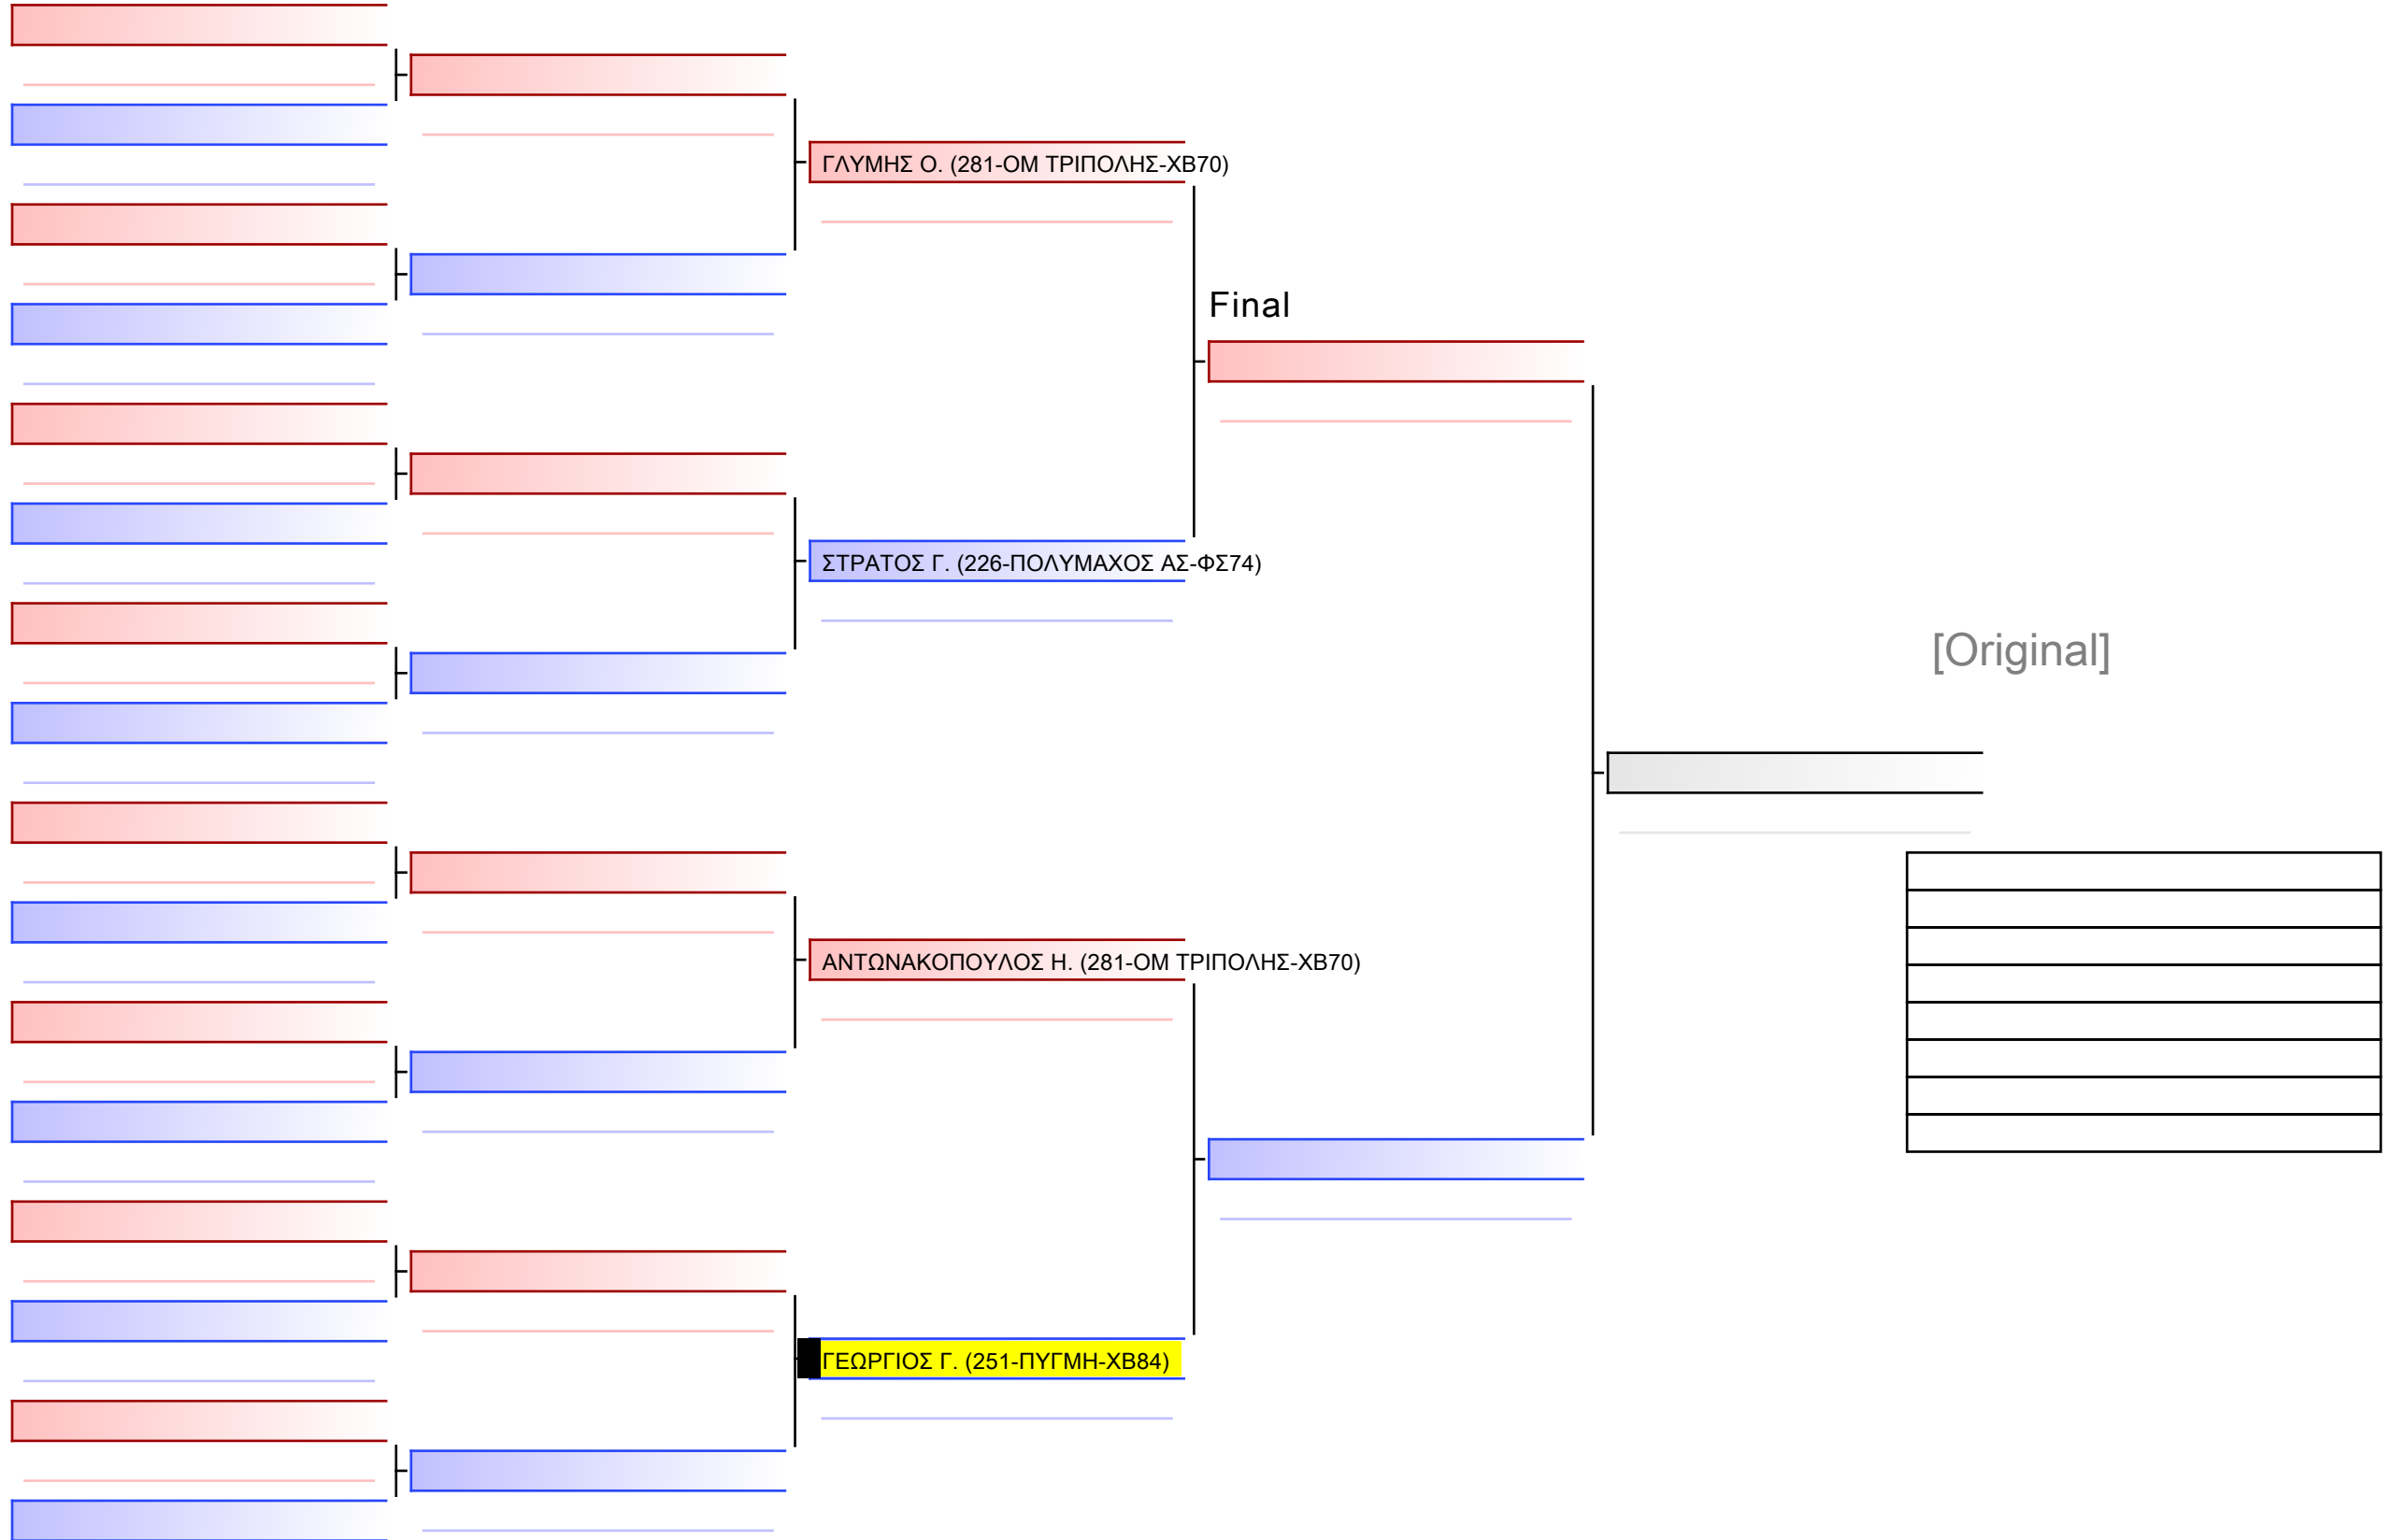 ΓΛΥΜΗΣ Ο. (281-ΟΜ ΤΡΙΠΟΛΗΣ-ΧΒ70)
Final
ΣΤΡΑΤΟΣ Γ. (226-ΠΟΛΥΜΑΧΟΣ ΑΣ-ΦΣ74)
[Original]
ΑΝΤΩΝΑΚΟΠΟΥΛΟΣ Η. (281-ΟΜ ΤΡΙΠΟΛΗΣ-ΧΒ70)
ΓΕΩΡΓΙΟΣ Γ. (251-ΠΥΓΜΗ-ΧΒ84)